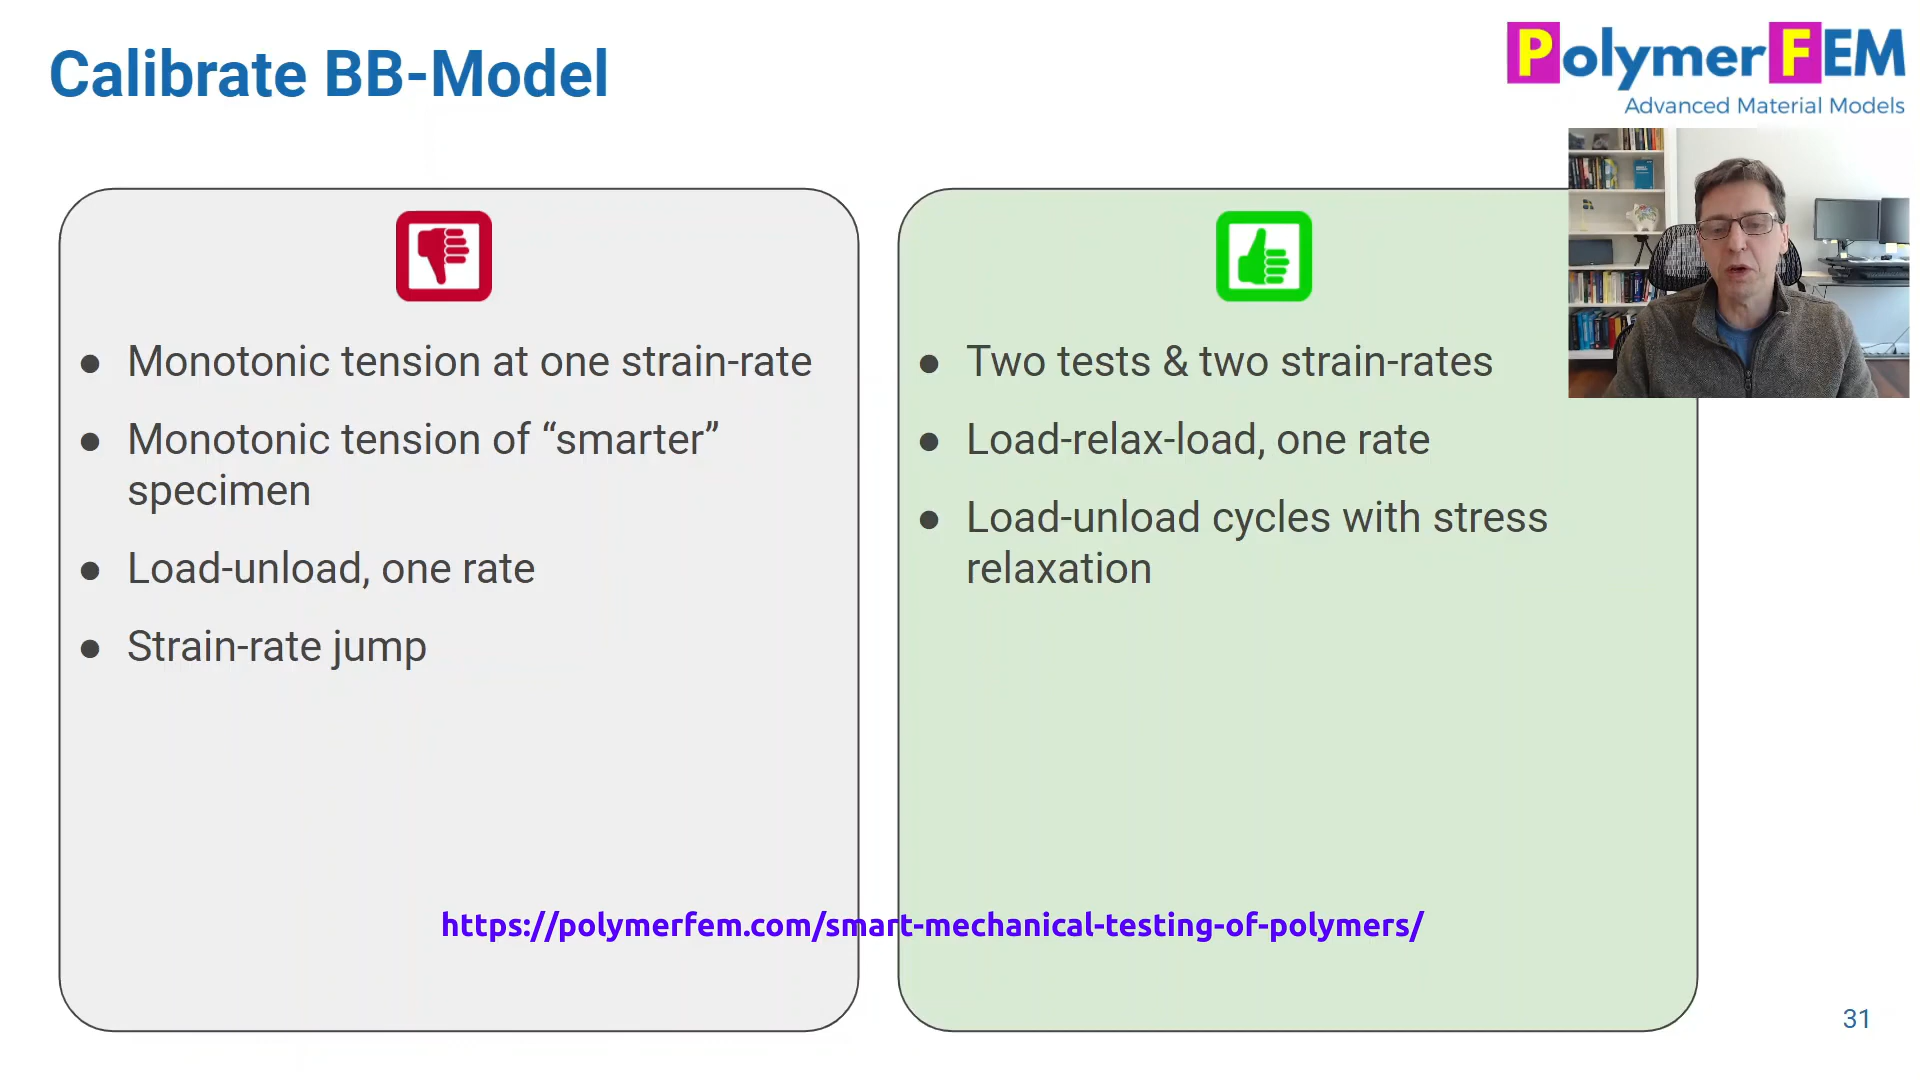 Calibrate BB-Model
PolymerFEM
Advanced Material Models
● Monotonic tension at one strain-rate
● Monotonic tension of “smarter”
specimen
● Load-unload, one rate
● Strain-rate jump
● Two tests & two strain-rates
● Load-relax-load, one rate
● Load-unload cycles with stress
relaxation
https://polymerfem.com/smart-mechanical-testing-of-polymers/
31